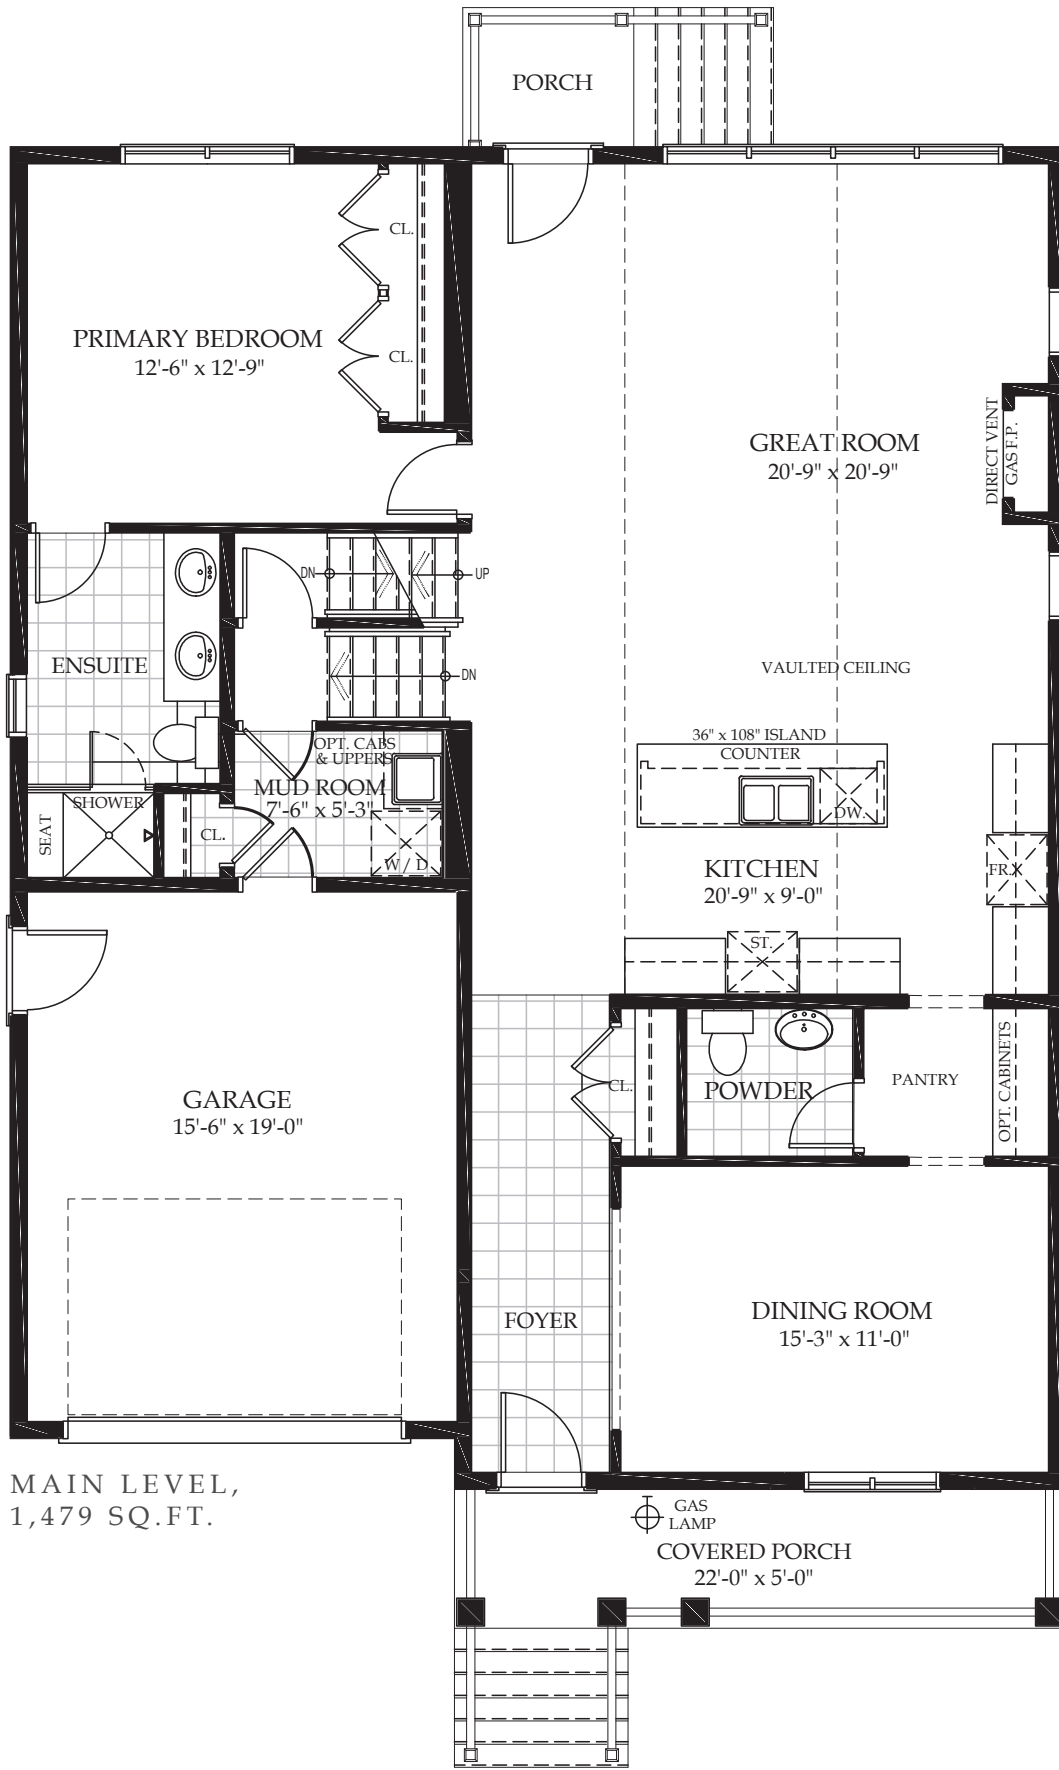 PORCH
CL.
PRIMARY BEDROOM
12'-6" x 12'-9"
CL.
GREAT ROOM
20'-9" x 20'-9"
DIRECT VENT
GAS F.P.
DN
UP
ENSUITE
DN
VAULTED CEILING
OPT. CABS
& UPPERS
MUD ROOM
7'-6" x 5'-3"
36" x 108" ISLAND
COUNTER
DW.
SHOWER
SEAT
CL.
W/D
KITCHEN
20'-9" x 9'-0"
FR.
ST.
GARAGE
15'-6" x 19'-0"
CL.
POWDER
PANTRY
OPT. CABINETS
FOYER
DINING ROOM
15'-3" x 11'-0"
MAIN LEVEL,
1,479 SQ.FT.
GAS
LAMP
COVERED PORCH
22'-0" x 5'-0"